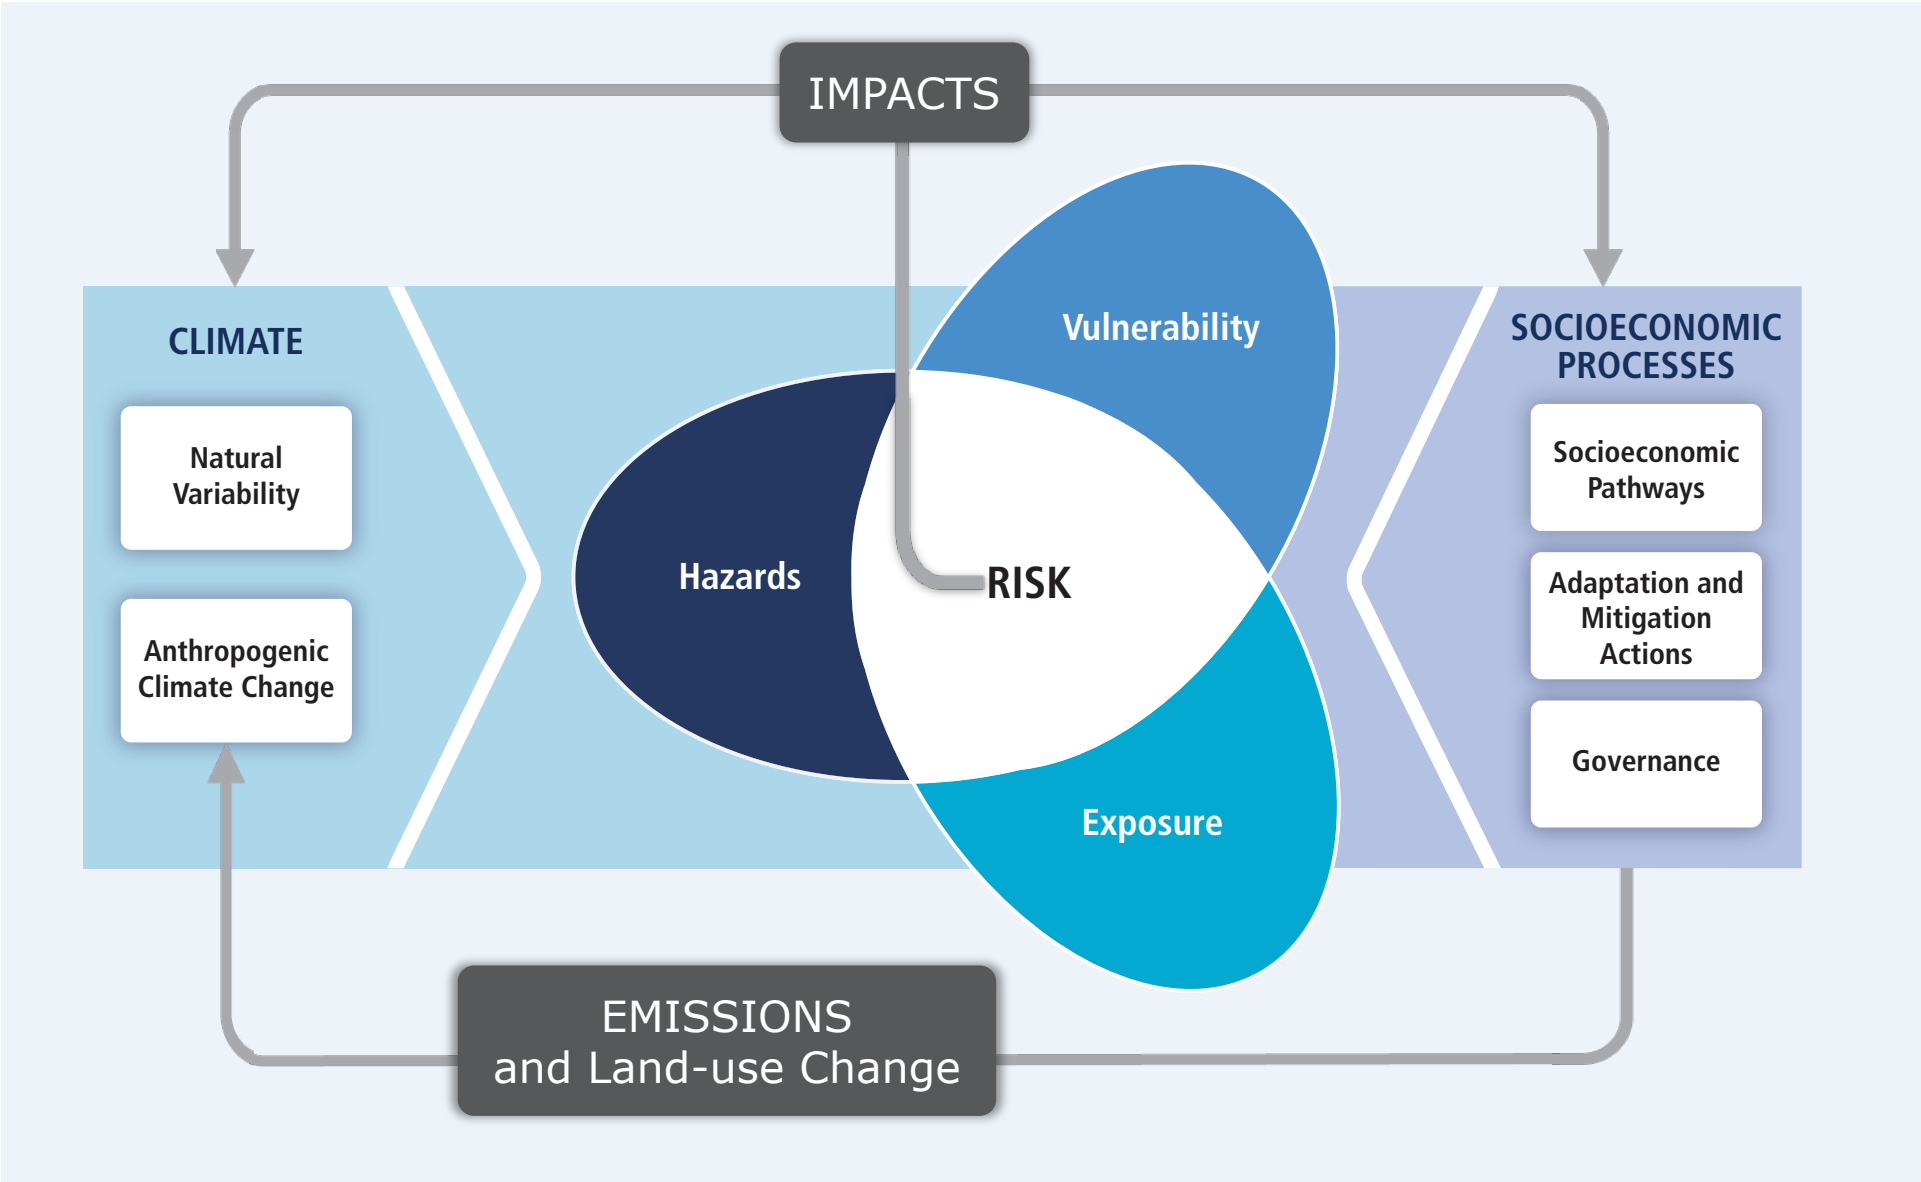 IMPACTS
CLIMATE
Natural
Variability
Anthropogenic
Climate Change
Vulnerability
Hazards
RISK
Exposure
SOCIOECONOMIC
PROCESSES
Socioeconomic
Pathways
Adaptation and
Mitigation
Actions
Governance
EMISSIONS
and Land-use Change